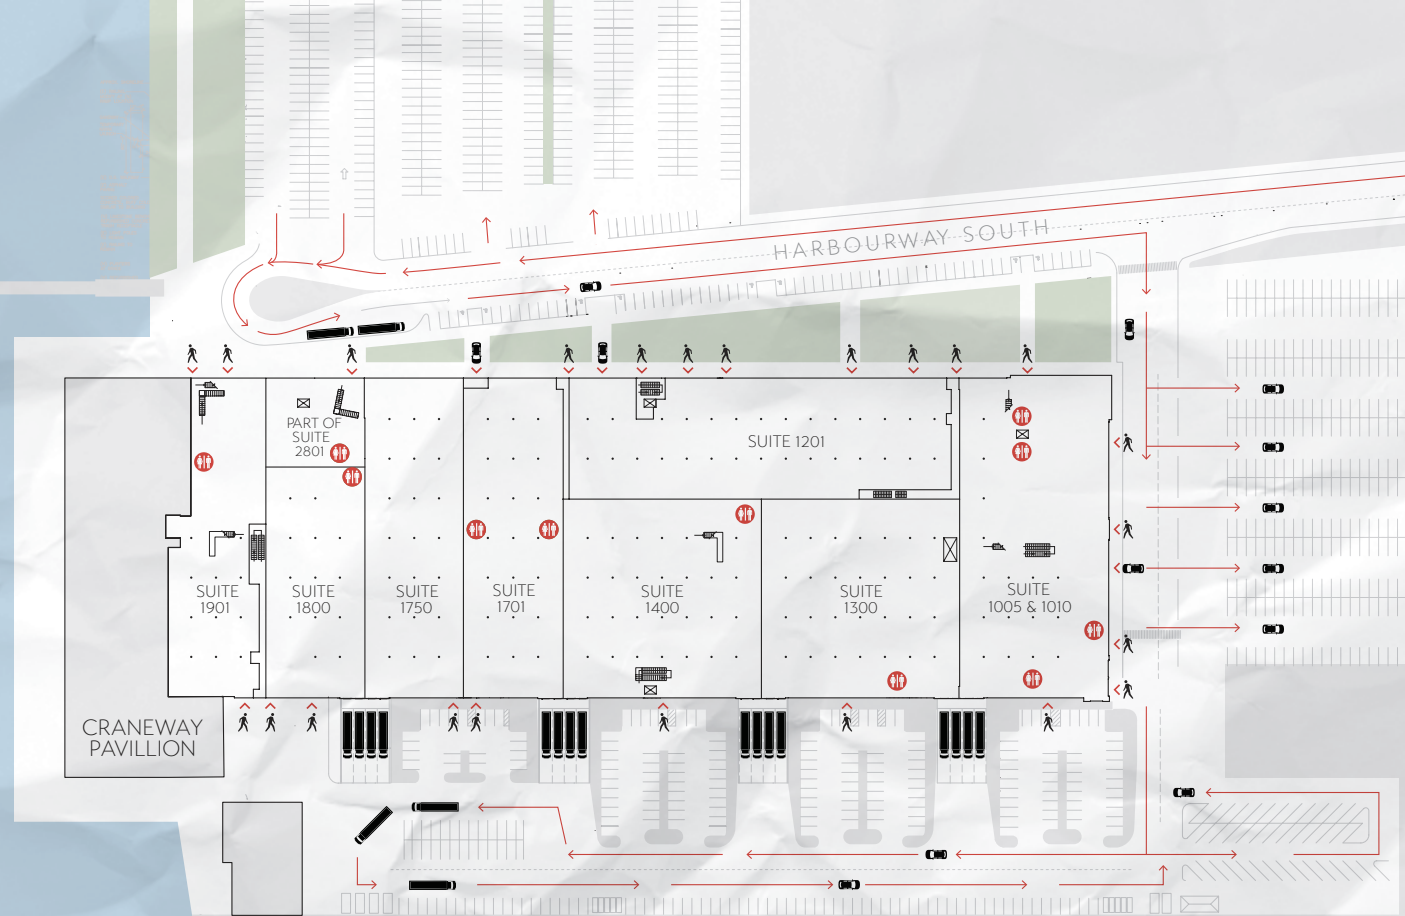 HARBOURWAY SOUTH
PART OF
SUITE
2801
SUITE 1201
SUITE
1901
SUITE
1800
SUITE
1750
SUITE
1701
SUITE
1400
SUITE
1300
SUITE
1005 & 1010
CRANEWAY
PAVILLION